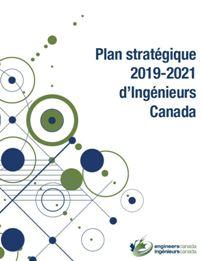 Plan stratégique
2019-2021
d'Ingénieurs
Canada
engineerscanada
ingénieurscanada